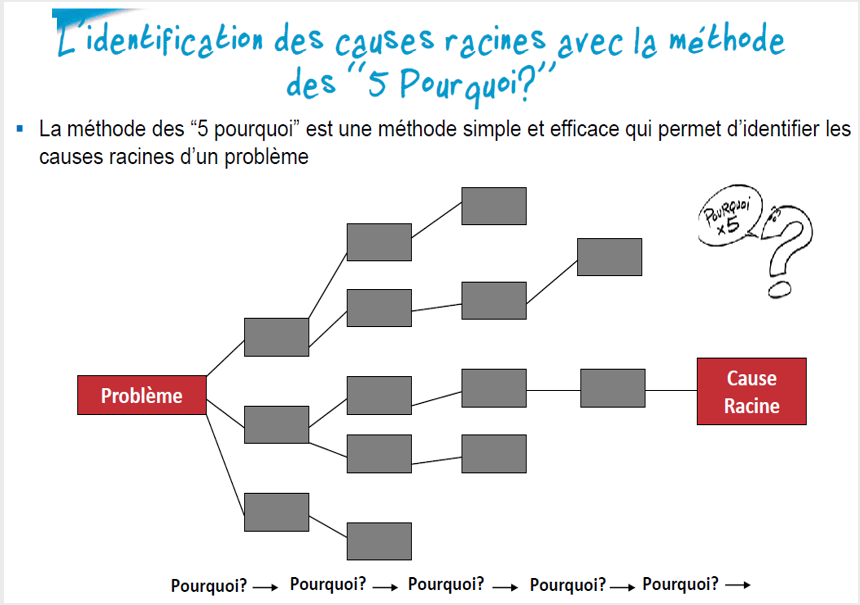 L'identification des causes racines avec la méthode
des "5 Pourquoi?"
▪ La méthode des “5 pourquoi” est une méthode simple et efficace qui permet d’identifier les
causes racines d’un problème
POURQUOI
x5
Problème
Cause
Racine
Pourquoi? → Pourquoi? → Pourquoi? → Pourquoi? → Pourquoi? →